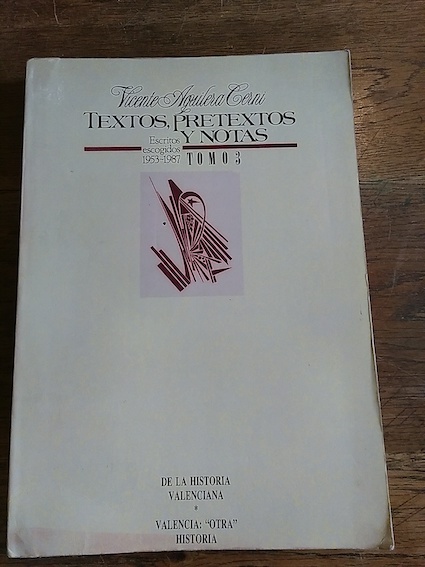 Vicente Aguilera Cerni
TEXTOS, PRETEXTOS
Y NOTAS
Escritos
escogidos
1953-1987
TOMO 3
DE LA HISTORIA
VALENCIANA
*
VALENCIA: "OTRA"
HISTORIA